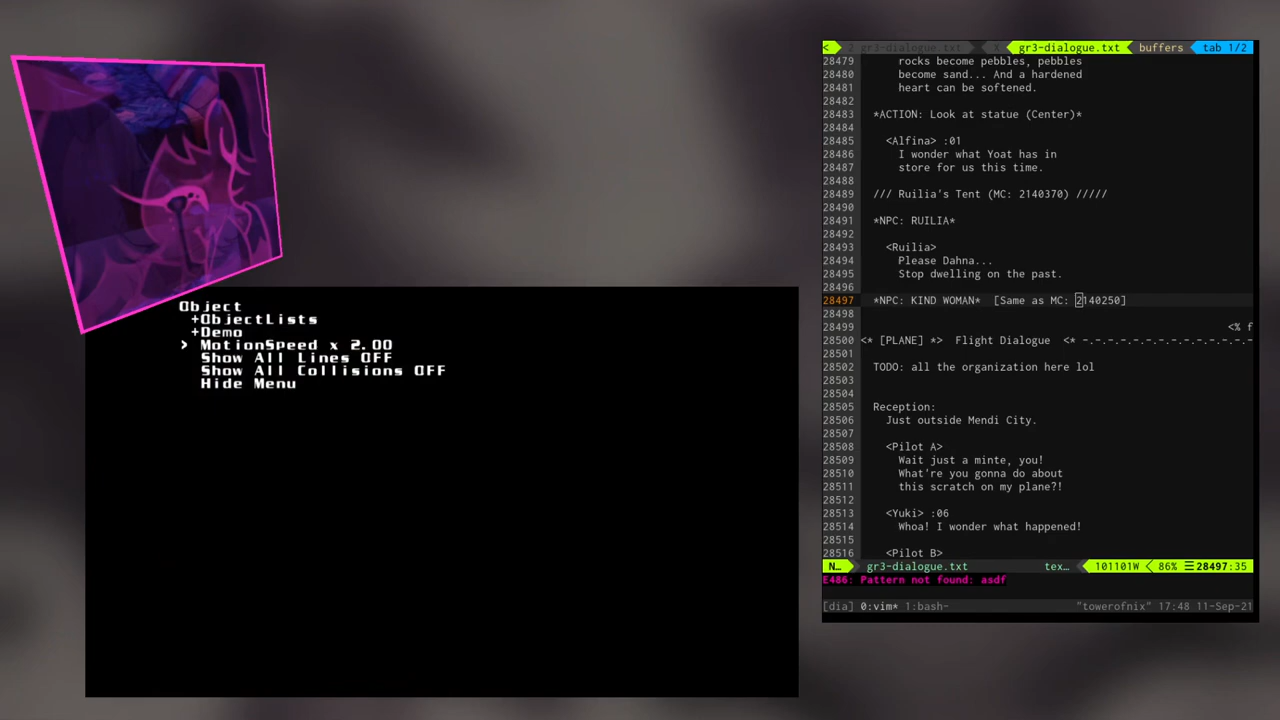 Object
+ObjectLists
+Demo
> MotionSpeed x 2.00
Show All Lines OFF
Show All Collisions OFF
Hide Menu
< 2 gr3-dialogue.txt X gr3-dialogue.txt buffers tab 1/2
28479 rocks become pebbles, pebbles
28480 become sand... And a hardened
28481 heart can be softened.
28482
28483 *ACTION: Look at statue (Center)*
28484
28485 <Alfina> :01
28486 I wonder what Yoat has in
28487 store for us this time.
28488
28489 /// Ruilia's Tent (MC: 2140370) /////
28490
28491 *NPC: RUILIA*
28492
28493 <Ruilia>
28494 Please Dahna...
28495 Stop dwelling on the past.
28496
28497 *NPC: KIND WOMAN* [Same as MC: 2140250]
28498
28499 <% f
28500 <* [PLANE] *> Flight Dialogue <* -.-.-.-.-.-.-.-.-.-.-.-.-
28501
28502 TODO: all the organization here lol
28503
28504
28505 Reception:
28506 Just outside Mendi City.
28507
28508 <Pilot A>
28509 Wait just a minte, you!
28510 What're you gonna do about
28511 this scratch on my plane?!
28512
28513 <Yuki> :06
28514 Whoa! I wonder what happened!
28515
28516 <Pilot B>
N… gr3-dialogue.txt tex… 101101W < 86% ☰28497:35
E486: Pattern not found: asdf
[dia] 0:vim* 1:bash- "towerofnix" 17:48 11-Sep-21